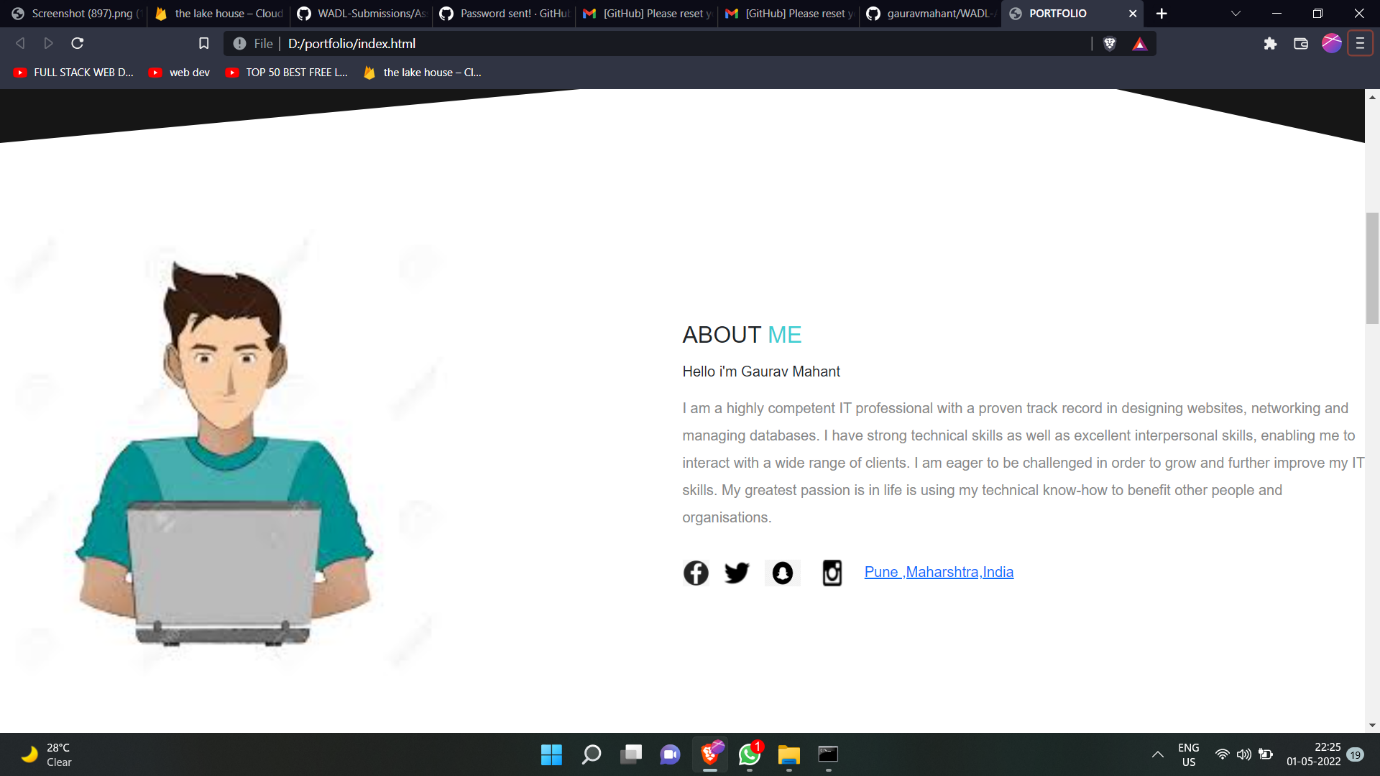 Screenshot (897).png (1
the lake house – Cloud
WADL-Submissions/As
Password sent! · GitHub
[GitHub] Please reset y
[GitHub] Please reset y
gauravmahant/WADL-A
PORTFOLIO
File
D:/portfolio/index.html
FULL STACK WEB D...
web dev
TOP 50 BEST FREE L...
the lake house – Cl...
ABOUT ME
Hello i'm Gaurav Mahant
I am a highly competent IT professional with a proven track record in designing websites, networking and
managing databases. I have strong technical skills as well as excellent interpersonal skills, enabling me to
interact with a wide range of clients. I am eager to be challenged in order to grow and further improve my IT
skills. My greatest passion is in life is using my technical know-how to benefit other people and
organisations.
Pune ,Maharshtra,India
28°C
Clear
1
ENG
US
22:25
01-05-2022
19